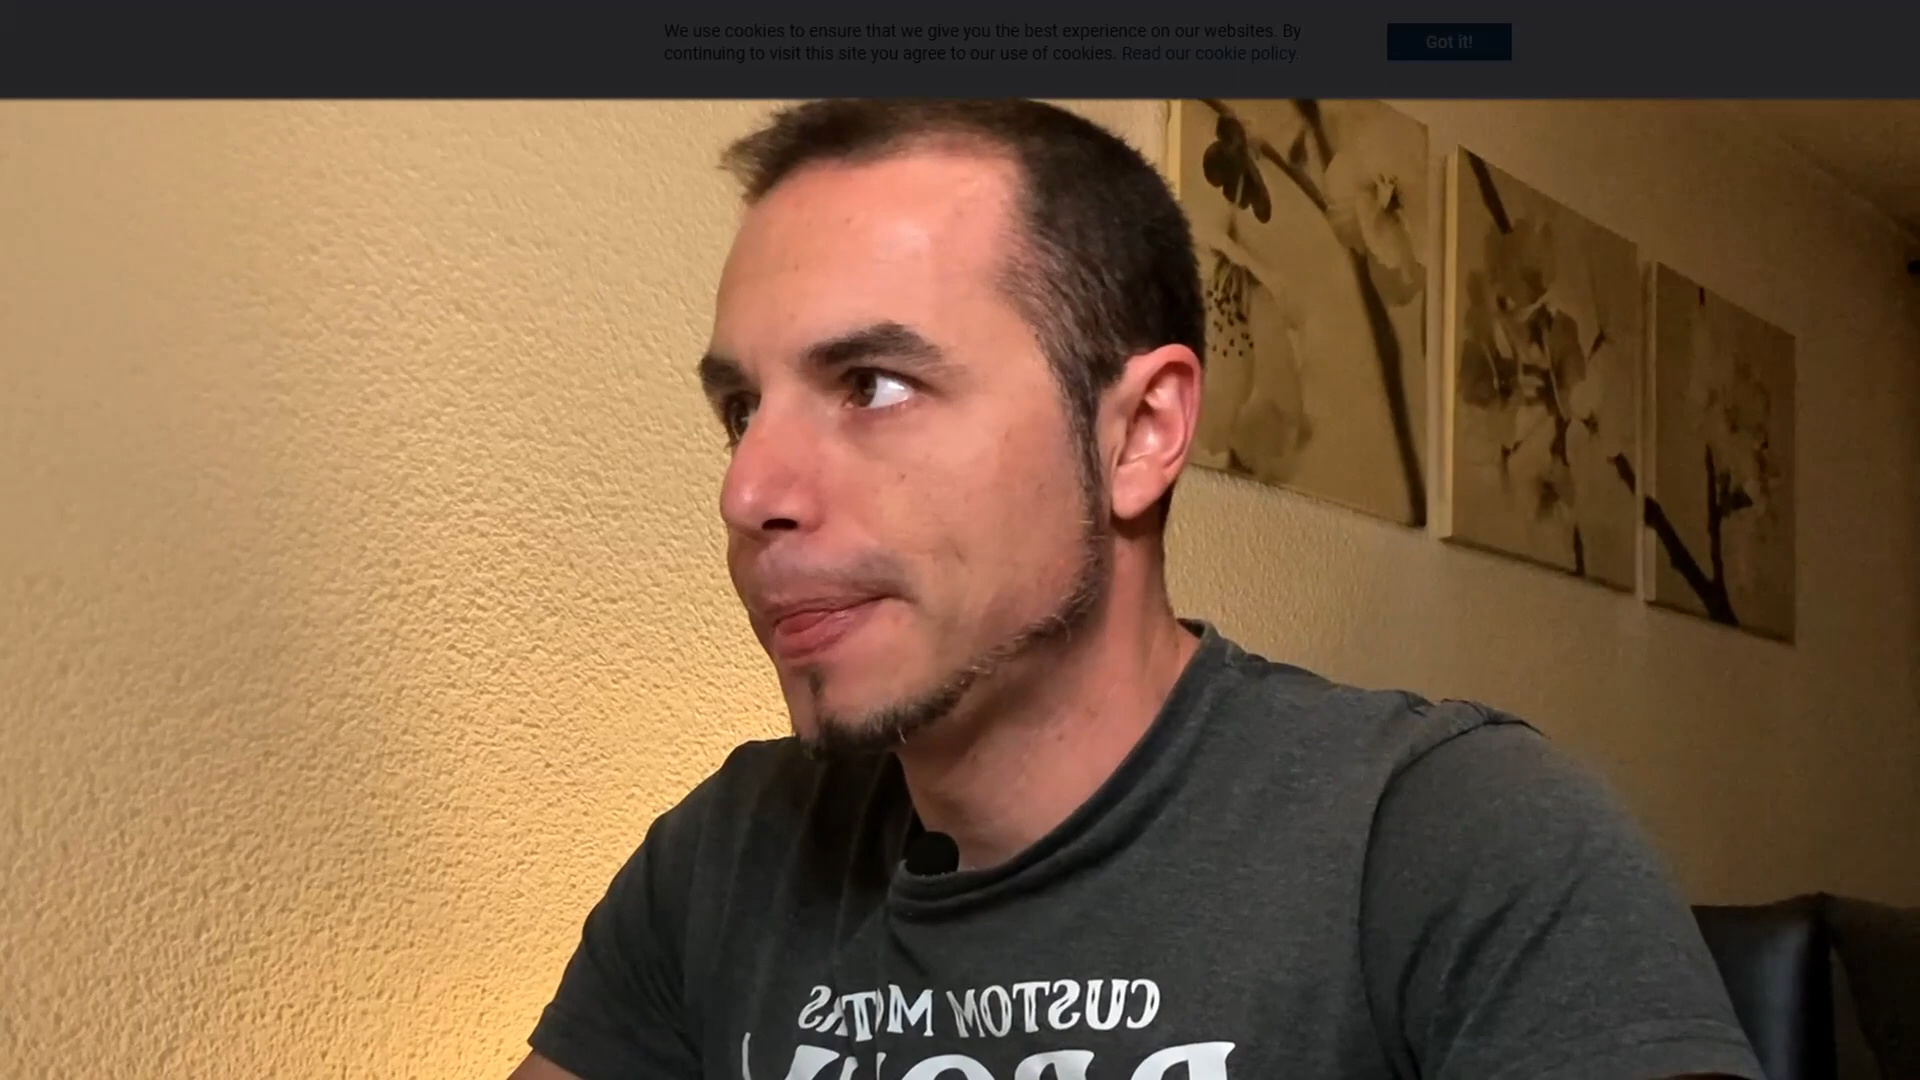 We use cookies to ensure that we give you the best experience on our websites. By
continuing to visit this site you agree to our use of cookies. Read our cookie policy.
Got it!
CUSTOM MOTRS